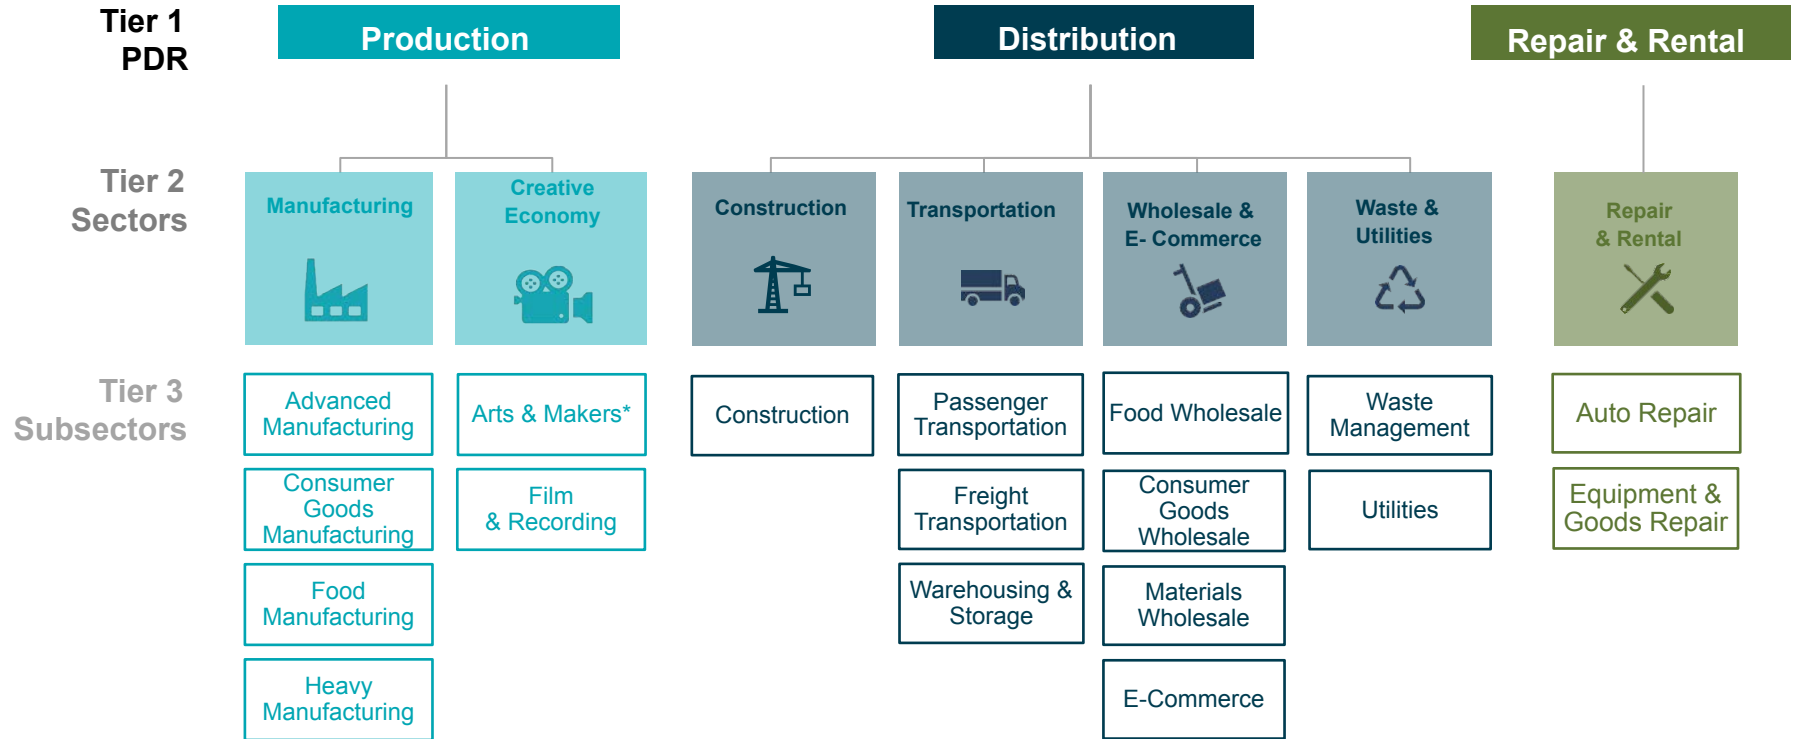 Tier 1
PDR
Production
Distribution
Repair & Rental
Tier 2
Sectors
Manufacturing
Creative
Economy
Construction
Transportation
Wholesale &
E- Commerce
Waste &
Utilities
Repair
& Rental
Tier 3
Subsectors
Advanced
Manufacturing
Consumer
Goods
Manufacturing
Food
Manufacturing
Heavy
Manufacturing
Arts & Makers*
Film
& Recording
Construction
Passenger
Transportation
Freight
Transportation
Warehousing &
Storage
Food Wholesale
Consumer
Goods
Wholesale
Materials
Wholesale
E-Commerce
Waste
Management
Utilities
Auto Repair
Equipment &
Goods Repair